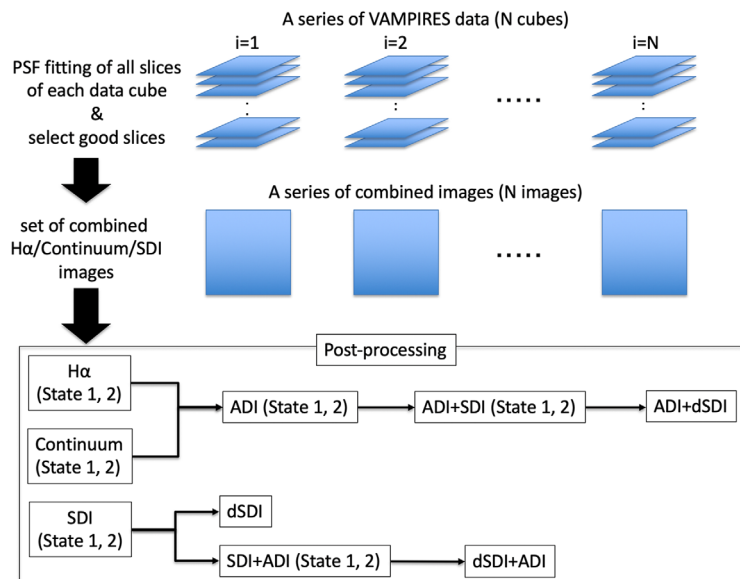 A series of VAMPIRES data (N cubes)
i=1
i=2
i=N
PSF fitting of all slices
of each data cube
&
select good slices
:
:
:
.....
A series of combined images (N images)
set of combined
Hα/Continuum/SDI
images
.....
Post-processing
Hα
(State 1, 2)
Continuum
(State 1, 2)
ADI (State 1, 2)
ADI+SDI (State 1, 2)
ADI+dSDI
SDI
(State 1, 2)
dSDI
SDI+ADI (State 1, 2)
dSDI+ADI